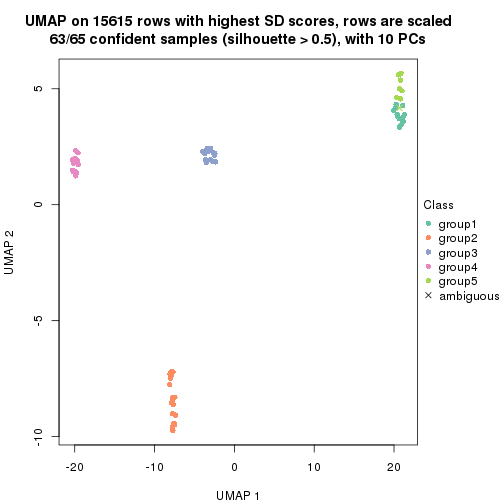 UMAP on 15615 rows with highest SD scores, rows are scaled
63/65 confident samples (silhouette > 0.5), with 10 PCs
5
0
-5
-10
UMAP 2
-20
-10
0
10
20
UMAP 1
Class
group1
group2
group3
group4
group5
ambiguous